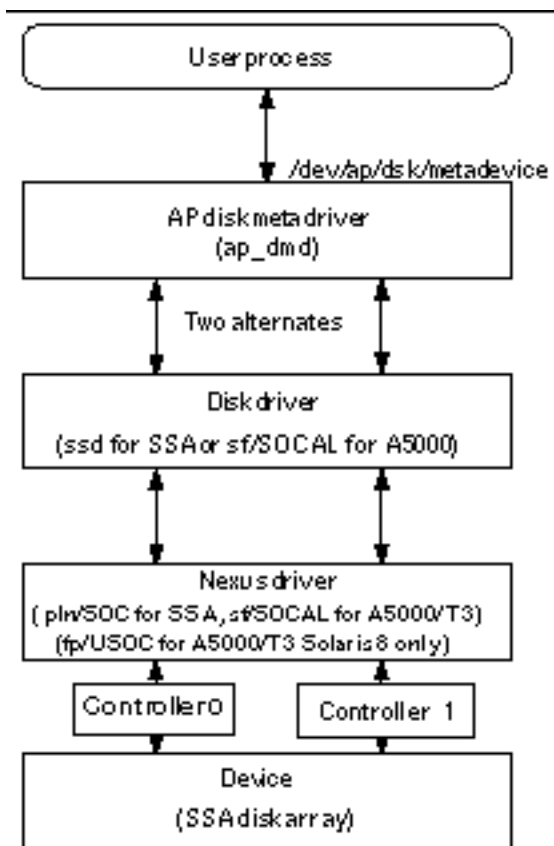 User process
/dev/ap/dsk/metadevice
AP disk metadriver
(ap_dmd)
Two alternates
Disk driver
(ssd for SSA or sf/SOCAL for A5000)
Nexus driver
( pln/SOC for SSA, sf/SOCAL for A5000/T3)
(fp/USOC for A5000/T3 Solaris 8 only)
Controller 0
Controller 1
Device
(SSA disk array)